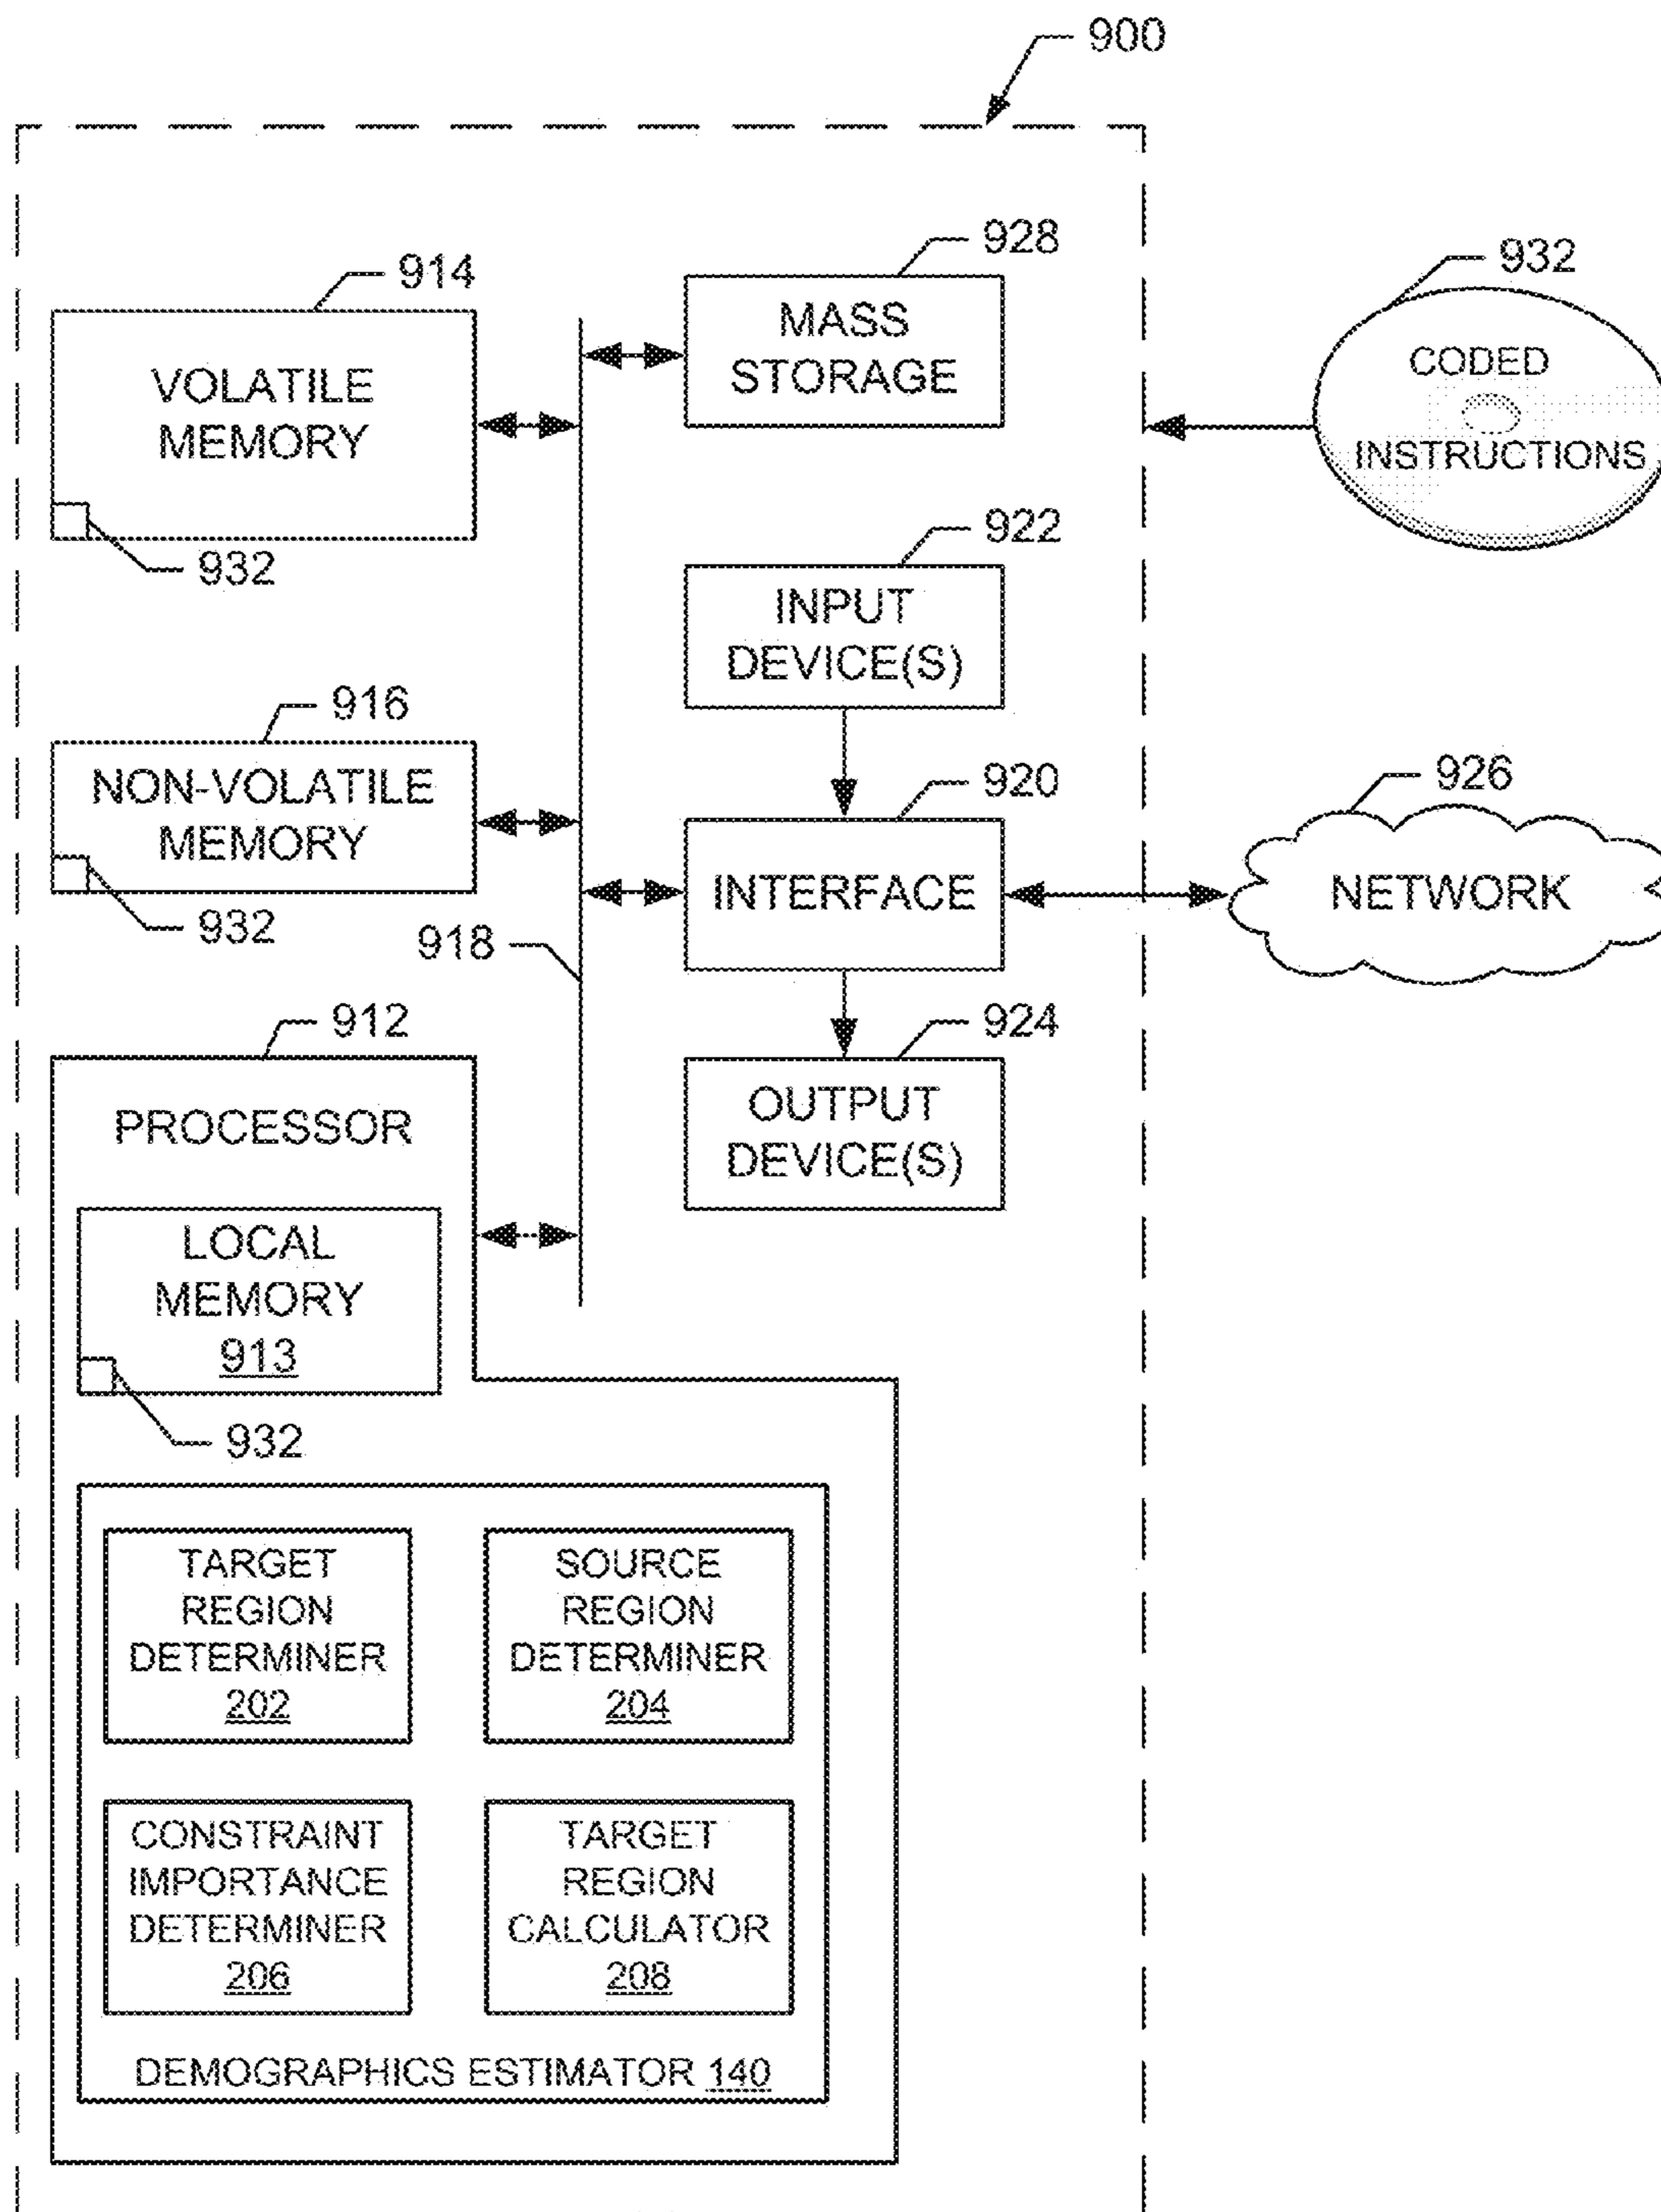 900
928
914
932
MASS
STORAGE
VOLATILE
MEMORY
CODED
INSTRUCTIONS
932
922
INPUT
DEVICE(S)
916
920
926
NON-VOLATILE
MEMORY
932
INTERFACE
NETWORK
918
912
924
PROCESSOR
OUTPUT
DEVICE(S)
LOCAL
MEMORY
913
932
TARGET
REGION
DETERMINER
202
SOURCE
REGION
DETERMINER
204
CONSTRAINT
IMPORTANCE
DETERMINER
206
TARGET
REGION
CALCULATOR
208
DEMOGRAPHICS ESTIMATOR 140